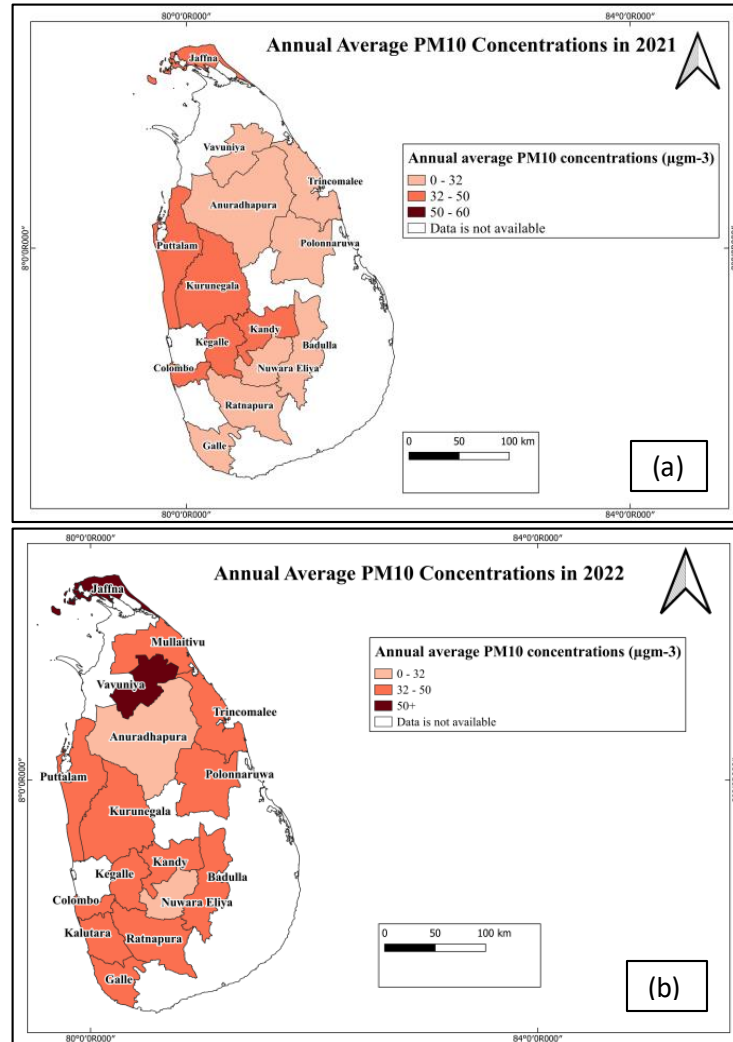 80°0.0R000″
84°0.0R000″
Annual Average PM10 Concentrations in 2021
Jaffna
Vavuniya
Trincomalee
Anuradhapura
Polonnaruwa
Puttalam
Kurunegala
Kandy
Kegalle
Badulla
Colombo
Nuwara Eliya
Ratnapura
Galle
Annual average PM10 concentrations (µgm-3)
0 - 32
32 - 50
50 - 60
Data is not available
0 50 100 km
(a)
8°0.0R000″
80°0.0R000″
84°0.0R000″
80°0.0R000″
84°0.0R000″
Annual Average PM10 Concentrations in 2022
Jaffna
Mullaitivu
Vavuniya
Trincomalee
Anuradhapura
Puttalam
Polonnaruwa
Kurunegala
Kandy
Kegalle
Badulla
Colombo
Nuwara Eliya
Kalutara
Ratnapura
Galle
Annual average PM10 concentrations (µgm-3)
0 - 32
32 - 50
50+
Data is not available
0 50 100 km
(b)
8°0.0R000″
80°0.0R000″
84°0.0R000″